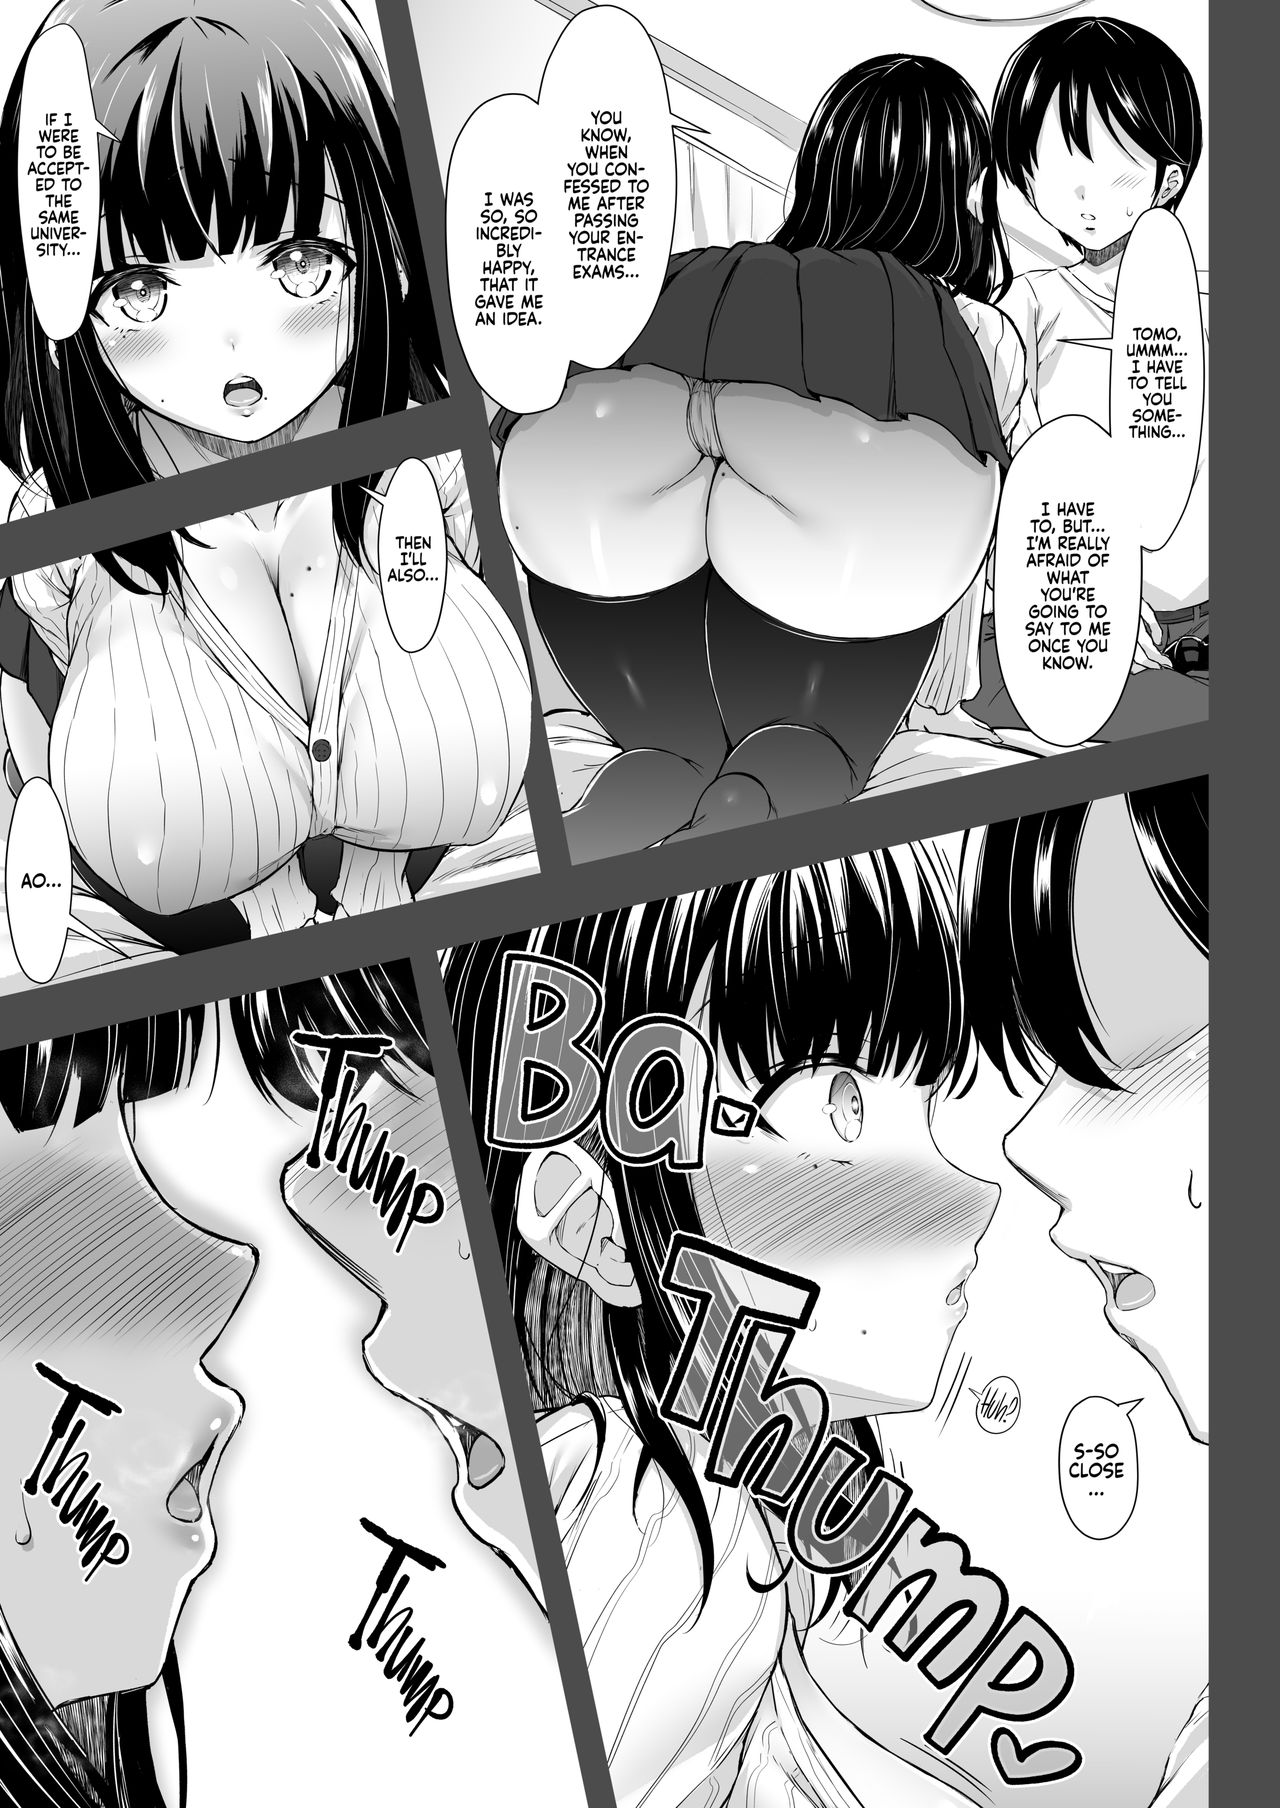 TOMO,
UMMM...
I HAVE
TO TELL
YOU
SOME-
THING...
I HAVE
TO, BUT...
I'M REALLY
AFRAID OF
WHAT
YOU'RE
GOING TO
SAY TO ME
ONCE YOU
KNOW.
YOU
KNOW,
WHEN
YOU CON-
FESSED TO
ME AFTER
PASSING
YOUR EN-
TRANCE
EXAMS...
I WAS
SO, SO
INCREDI-
BLY
HAPPY,
THAT IT
GAVE ME
AN IDEA.
IF I
WERE
TO BE
ACCEPT-
ED TO
THE
SAME
UNIVER-
SITY...
THEN
I'LL
ALSO...
AO...
BA-
THUMP
HUH?
S-SO
CLOSE
...
THUMP
THUMP
THUMP